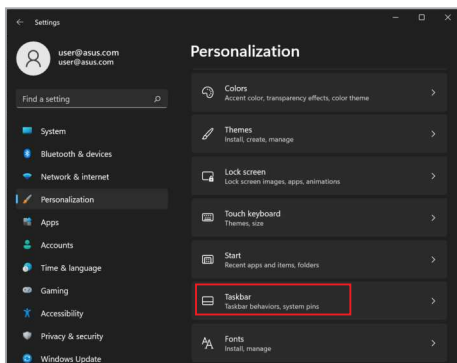 Settings
user@asus.com
user@asus.com
Find a setting
System
Bluetooth & devices
Network & internet
Personalization
Apps
Accounts
Time & language
Gaming
Accessibility
Privacy & security
Windows Update
Personalization
Colors
Accent color, transparency effects, color theme
Themes
Install, create, manage
Lock screen
Lock screen images, apps, animations
Touch keyboard
Themes, size
Start
Recent apps and items, folders
Taskbar
Taskbar behaviors, system pins
Fonts
Install, manage